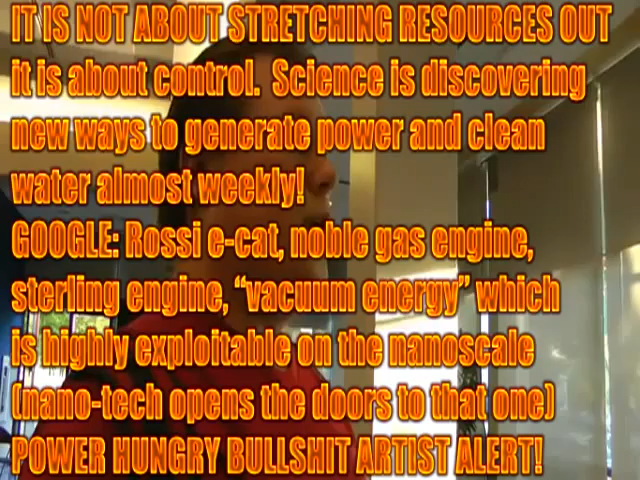 IT IS NOT ABOUT STRETCHING RESOURCES OUT
it is about control.  Science is discovering
new ways to generate power and clean
water almost weekly!
GOOGLE: Rossi e-cat, noble gas engine,
sterling engine, “vacuum energy” which
is highly exploitable on the nanoscale
(nano-tech opens the doors to that one)
POWER HUNGRY BULLSHIT ARTIST ALERT!